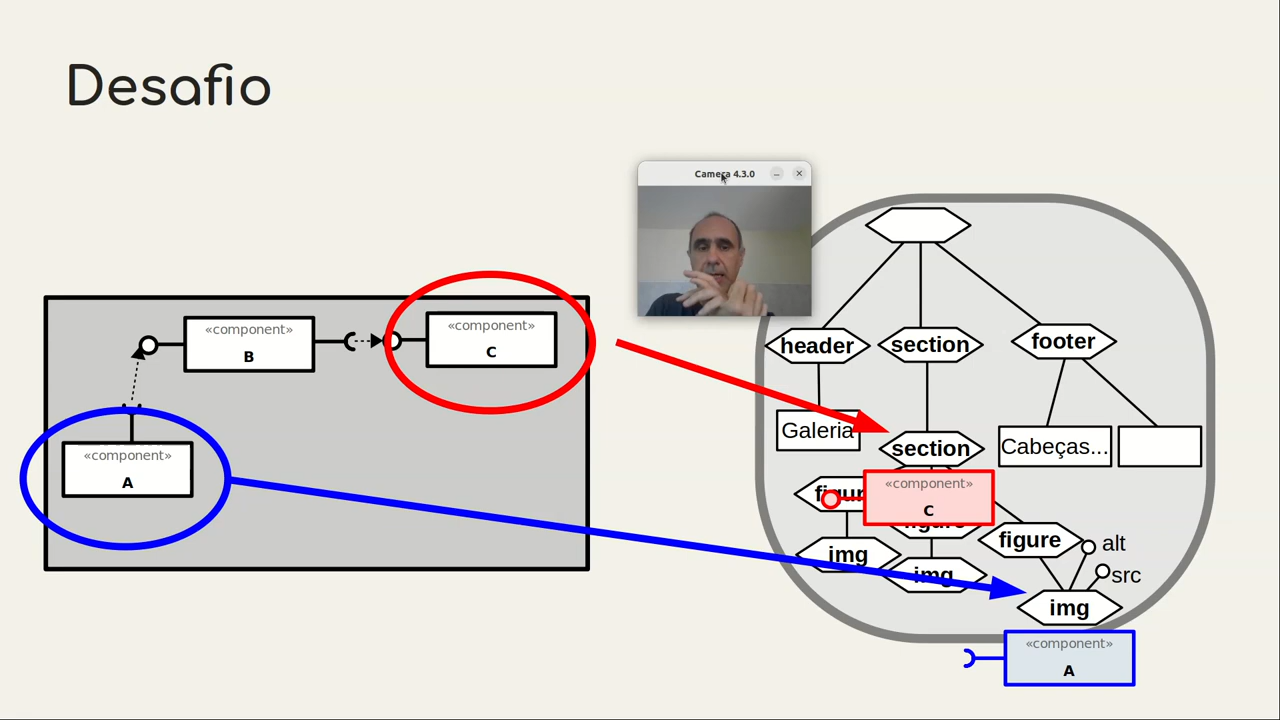 Desafio
Camera 4.3.0
«component»
B
«component»
C
«component»
A
header
section
footer
Galeria
section
Cabeças...
«component»
C
figure
figure
alt
img
img
src
img
«component»
A